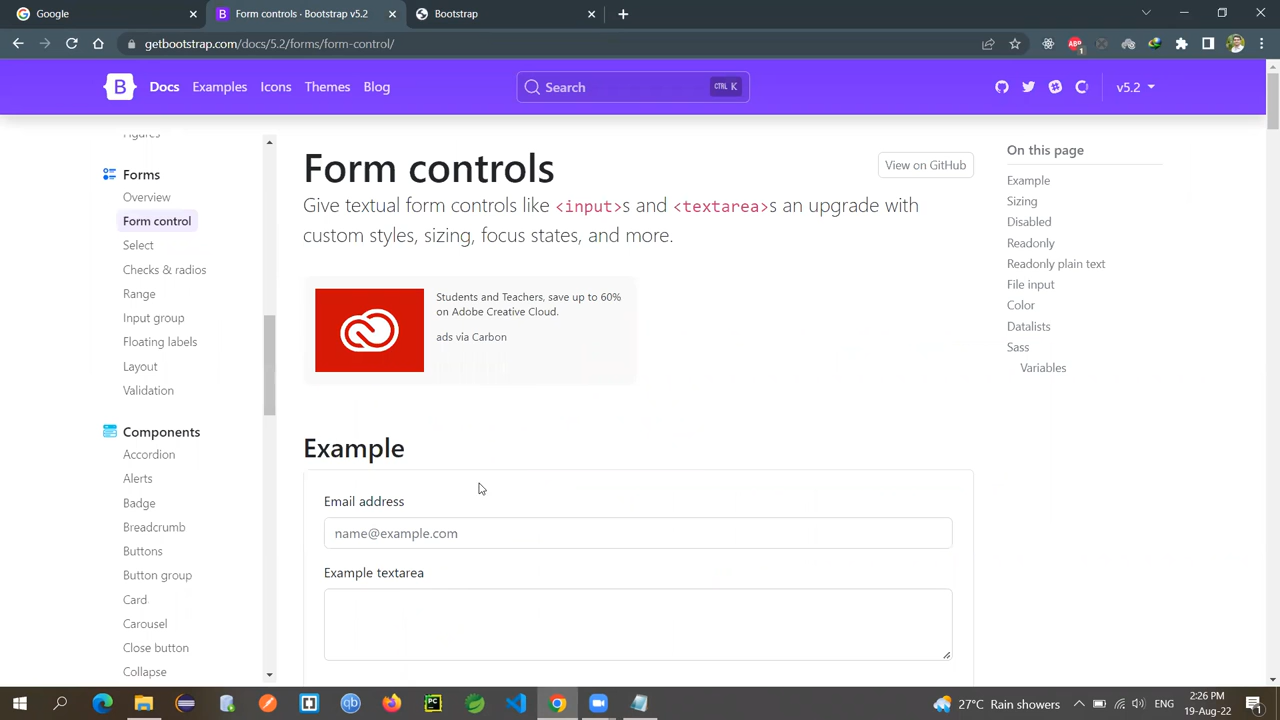 Google
Form controls · Bootstrap v5.2
Bootstrap
getbootstrap.com/docs/5.2/forms/form-control/
ABP
1
B
Docs
Examples
Icons
Themes
Blog
Search
CTRL K
v5.2
Figures
Forms
Overview
Form control
Select
Checks & radios
Range
Input group
Floating labels
Layout
Validation
Components
Accordion
Alerts
Badge
Breadcrumb
Buttons
Button group
Card
Carousel
Close button
Collapse
Form controls
View on GitHub
Give textual form controls like <input>s and <textarea>s an upgrade with
custom styles, sizing, focus states, and more.
Students and Teachers, save up to 60%
on Adobe Creative Cloud.
ads via Carbon
Example
Email address
name@example.com
Example textarea
On this page
Example
Sizing
Disabled
Readonly
Readonly plain text
File input
Color
Datalists
Sass
Variables
qb
PC
27°C Rain showers
ENG
2:26 PM
19-Aug-22
1